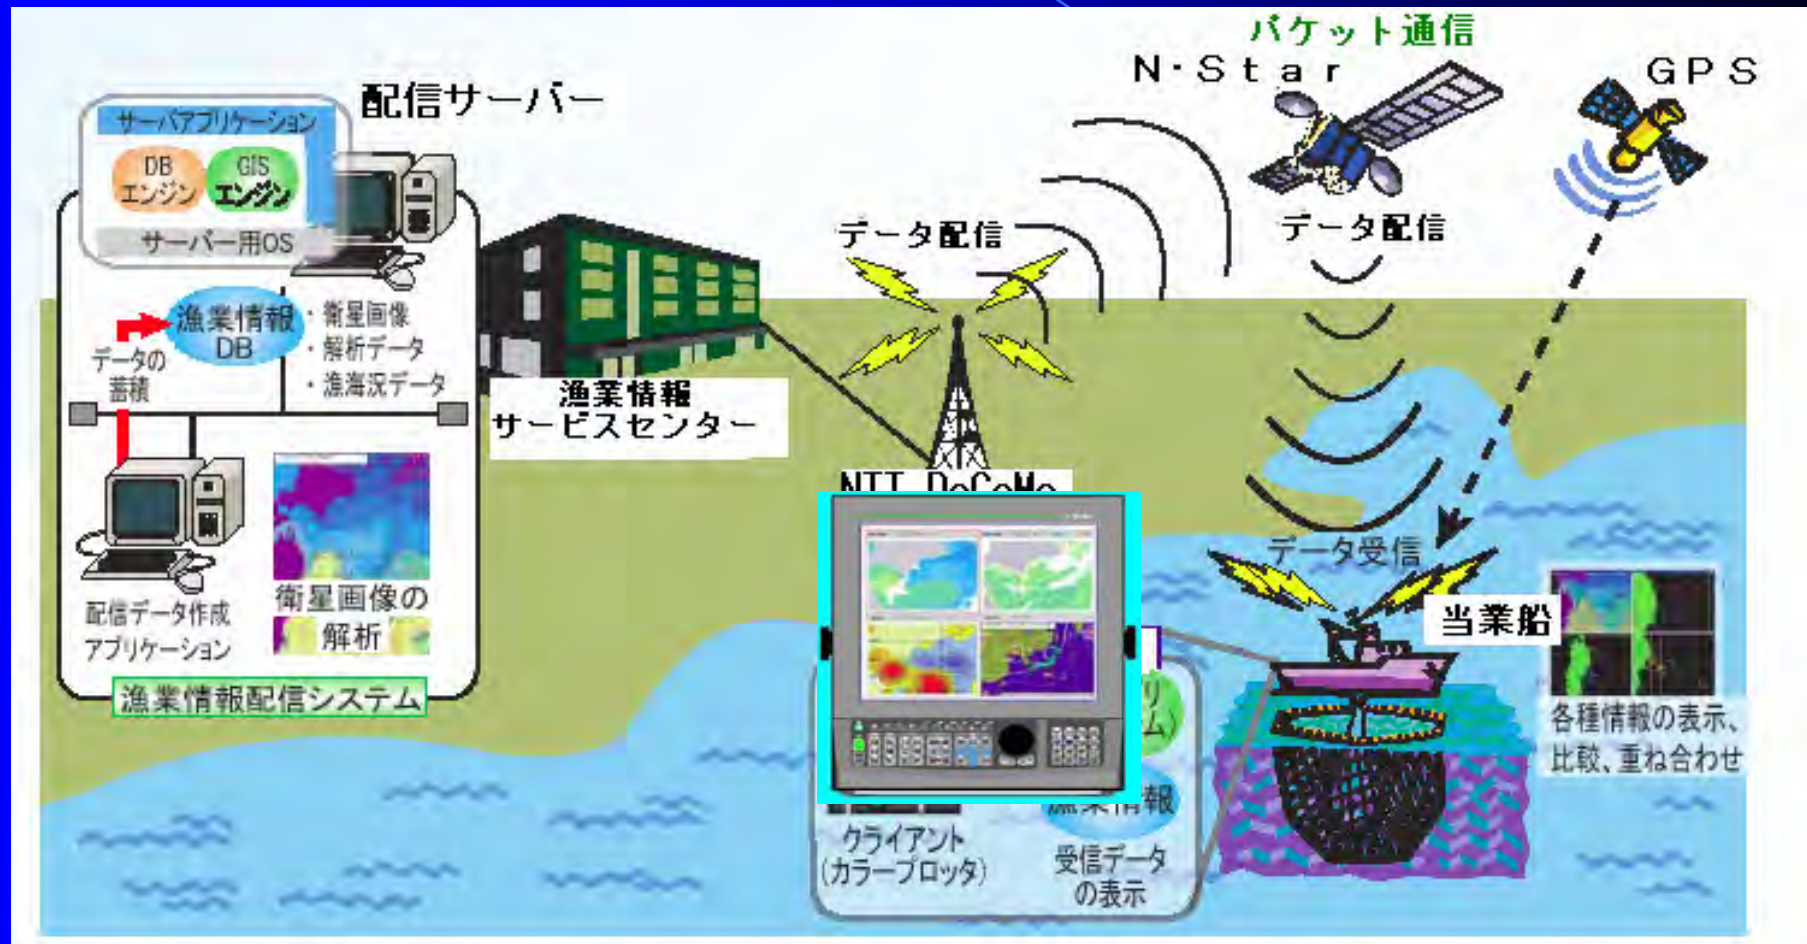 パケット通信
N・Star
GPS
配信サーバー
サーバアプリケーション
DB
エンジン
GIS
エンジン
サーバー用OS
データ配信
データ配信
漁業情報
DB
・衛星画像
・解析データ
・漁海況データ
データの
蓄積
漁業情報
サービスセンター
NTT DoCoMo
配信データ作成
アプリケーション
衛星画像の
解析
漁業情報配信システム
データ受信
当業船
各種情報の表示、
比較、重ね合わせ
漁業情報
クライアント
(カラープロッタ)
受信データ
の表示